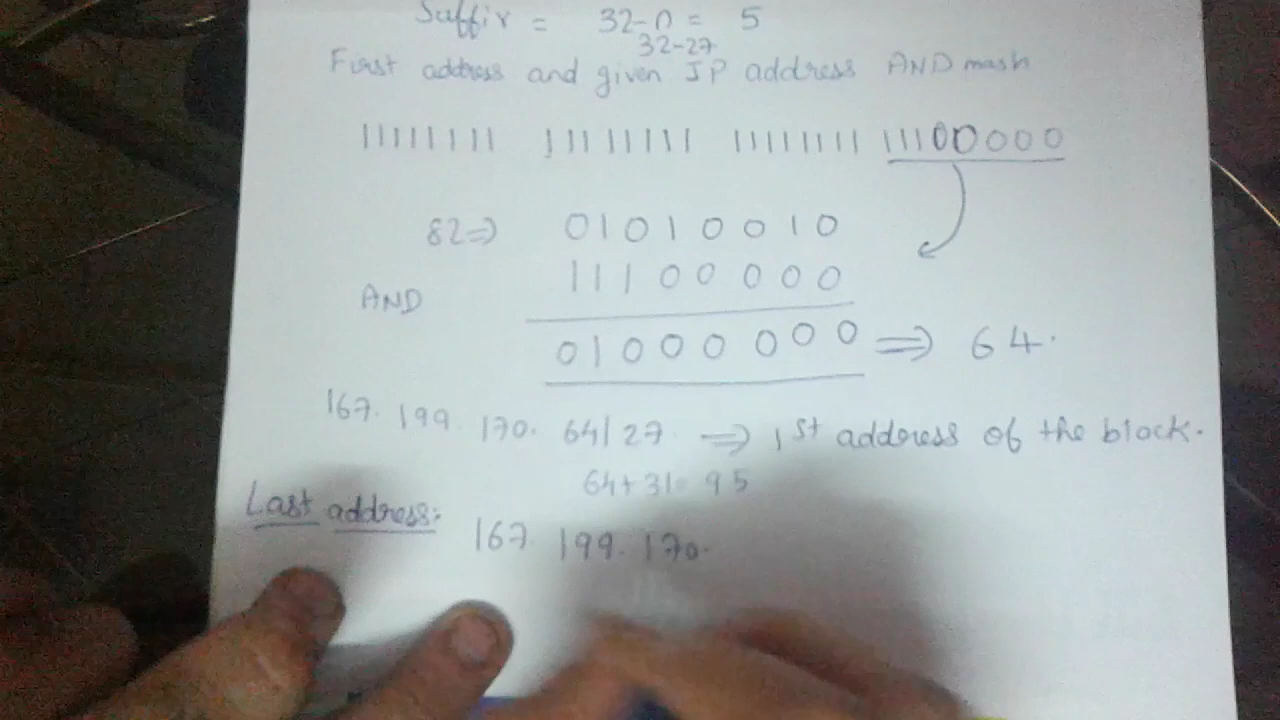 Suffix = 32-n = 5
32-27
First address and given IP address AND mask
11111111 11111111 11111111 11100000
82⇒ 01010010
11100000
AND
01000000 ⇒ 64.
167. 199. 170. 64/27 ⇒ 1st address of the block.
64+31= 95
Last address:
167. 199. 170.